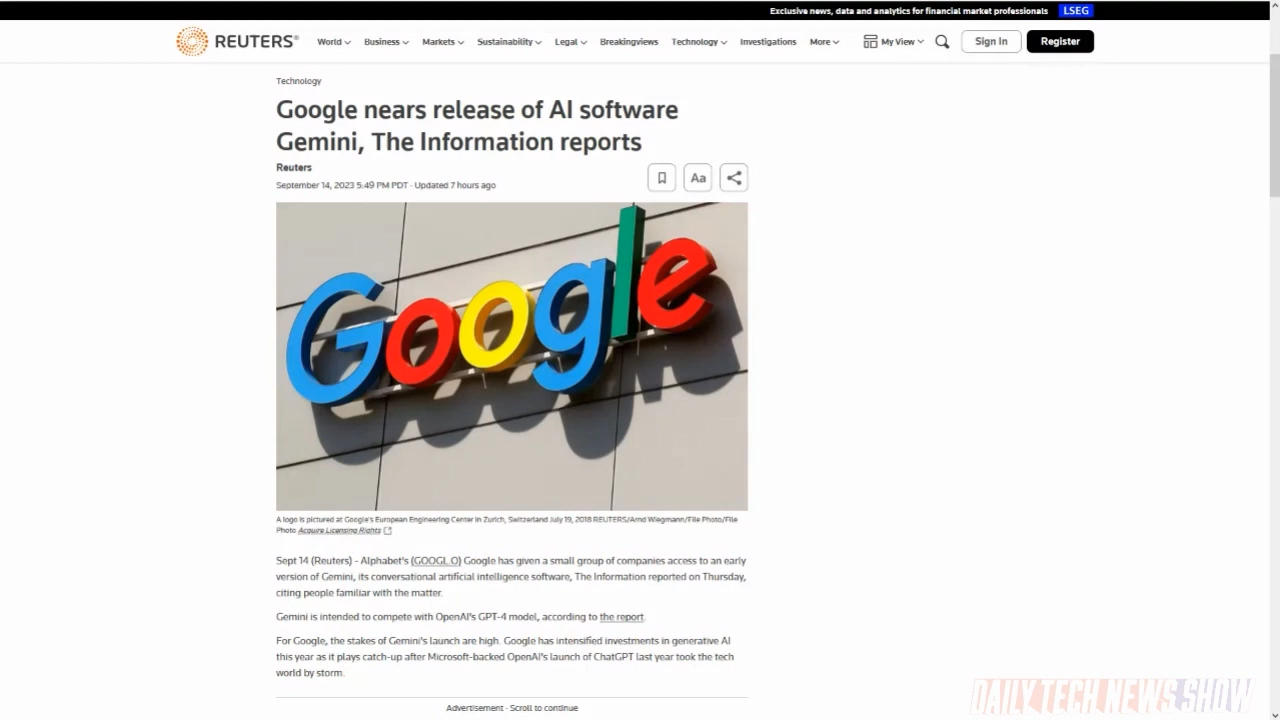 Exclusive news, data and analytics for financial market professionals LSEG
REUTERS® World Business Markets Sustainability Legal Breakingviews Technology Investigations More My View Sign In Register
Technology
Google nears release of AI software
Gemini, The Information reports
Reuters
September 14, 2023 5:49 PM PDT · Updated 7 hours ago
Aa
Google
A logo is pictured at Google's European Engineering Center in Zurich, Switzerland July 19, 2018 REUTERS/Arnd Wiegmann/File Photo/File
Photo Acquire Licensing Rights
Sept 14 (Reuters) - Alphabet's (GOOGL.O) Google has given a small group of companies access to an early
version of Gemini, its conversational artificial intelligence software, The Information reported on Thursday,
citing people familiar with the matter.
Gemini is intended to compete with OpenAI's GPT-4 model, according to the report.
For Google, the stakes of Gemini's launch are high. Google has intensified investments in generative AI
this year as it plays catch-up after Microsoft-backed OpenAI's launch of ChatGPT last year took the tech
world by storm.
Advertisement · Scroll to continue
DAILY TECH NEWS SHOW